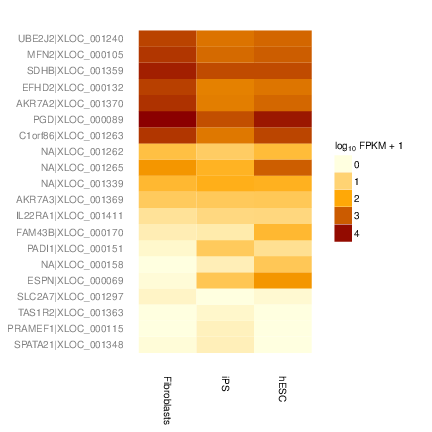 UBE2J2|XLOC_001240
MFN2|XLOC_000105
SDHB|XLOC_001359
EFHD2|XLOC_000132
AKR7A2|XLOC_001370
PGD|XLOC_000089
C1orf86|XLOC_001263
NA|XLOC_001262
NA|XLOC_001265
NA|XLOC_001339
AKR7A3|XLOC_001369
IL22RA1|XLOC_001411
FAM43B|XLOC_000170
PADI1|XLOC_000151
NA|XLOC_000158
ESPN|XLOC_000069
SLC2A7|XLOC_001297
TAS1R2|XLOC_001363
PRAMEF1|XLOC_000115
SPATA21|XLOC_001348
Fibroblasts
iPS
hESC
log10 FPKM + 1
0
1
2
3
4